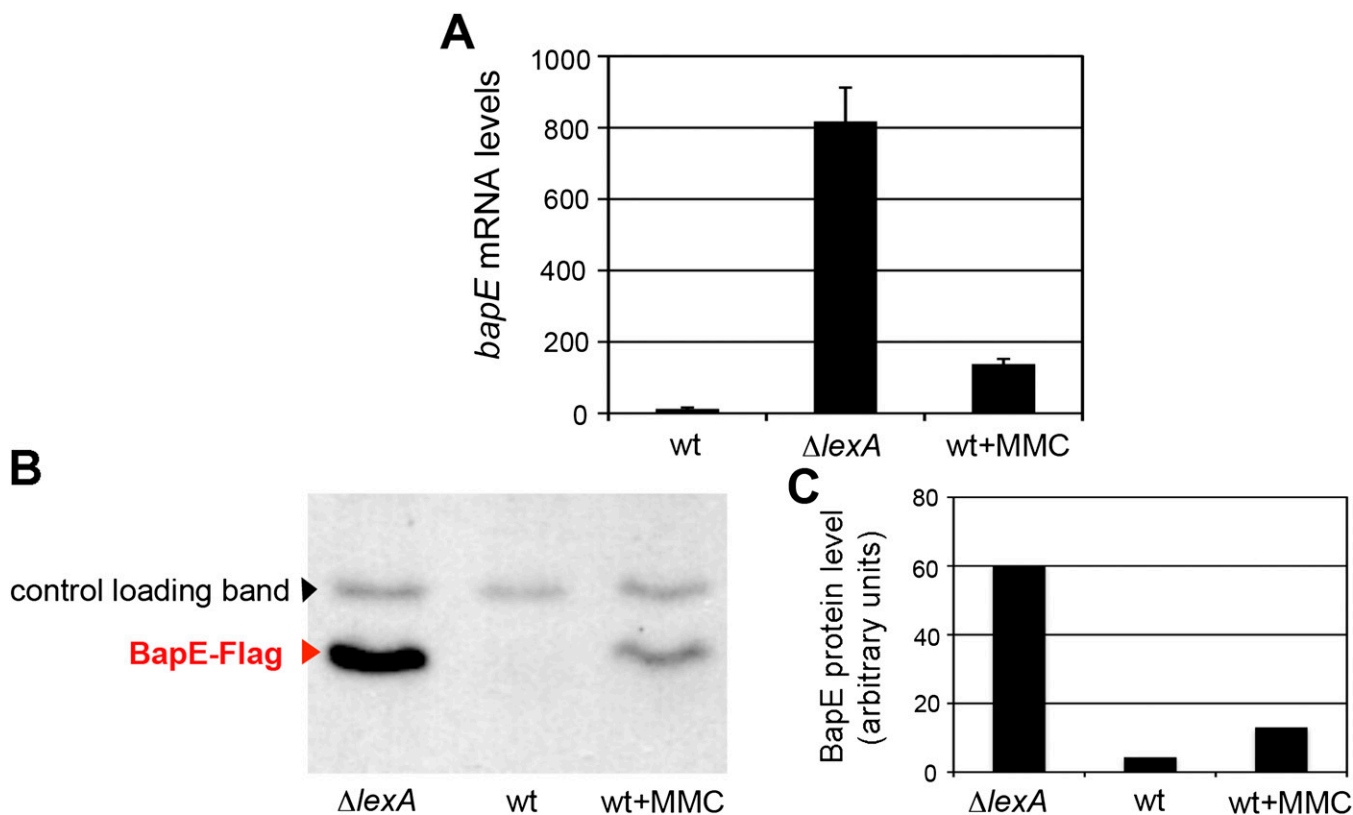 A
1000
800
600
400
200
0
bapE mRNA levels
wt
ΔlexA
wt+MMC
B
control loading band
BapE-Flag
ΔlexA
wt
wt+MMC
C
80
60
40
20
0
BapE protein level
(arbitrary units)
ΔlexA
wt
wt+MMC